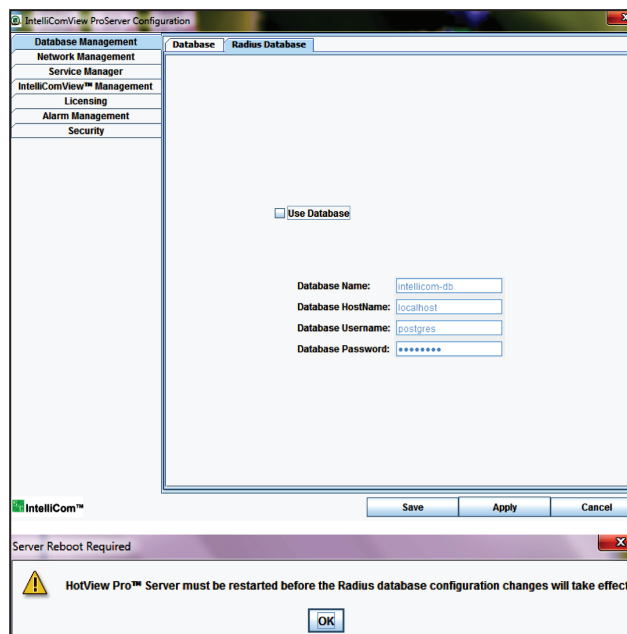 IntelliComView ProServer Configuration
Database Management
Network Management
Service Manager
IntelliComView™ Management
Licensing
Alarm Management
Security
Database Radius Database
Use Database
Database Name: intellicom-db
Database HostName: localhost
Database Username: postgres
Database Password: ••••••••
IntelliCom™
Save Apply Cancel
Server Reboot Required
HotView Pro™ Server must be restarted before the Radius database configuration changes will take effect
OK